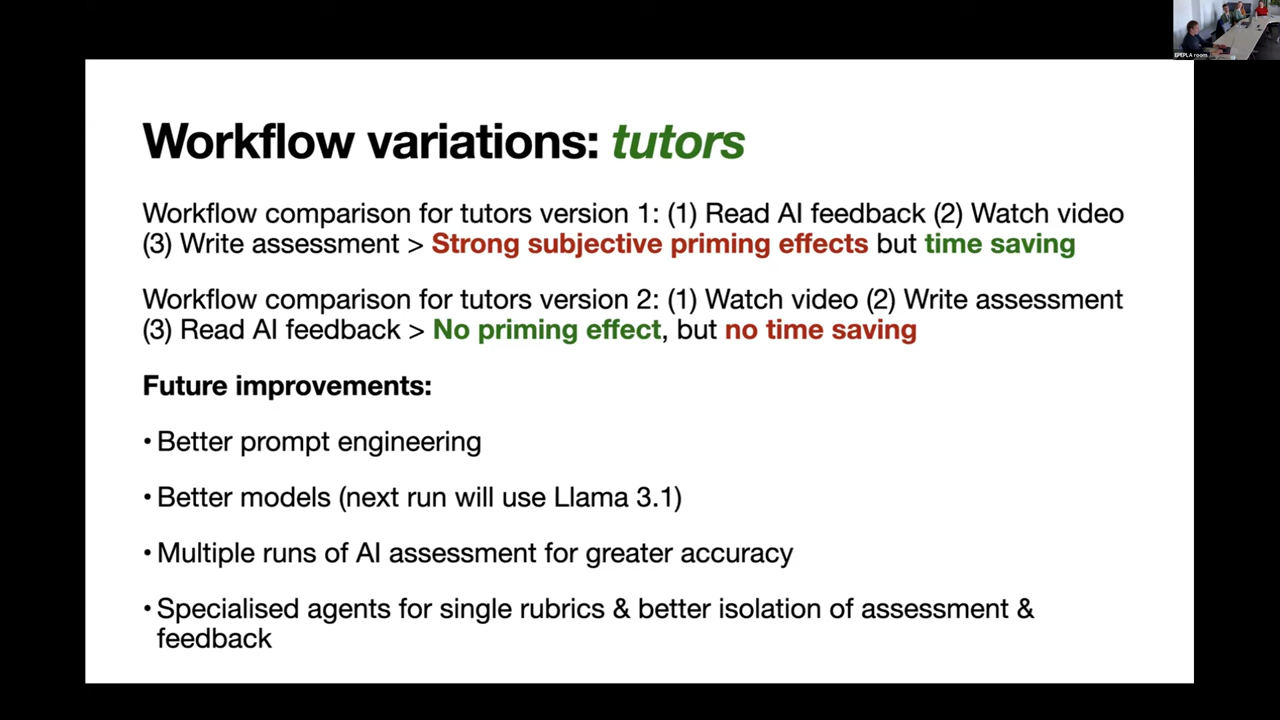 Workflow variations: tutors
Workflow comparison for tutors version 1: (1) Read AI feedback (2) Watch video
(3) Write assessment > Strong subjective priming effects but time saving
Workflow comparison for tutors version 2: (1) Watch video (2) Write assessment
(3) Read AI feedback > No priming effect, but no time saving
Future improvements:
• Better prompt engineering
• Better models (next run will use Llama 3.1)
• Multiple runs of AI assessment for greater accuracy
• Specialised agents for single rubrics & better isolation of assessment &
feedback